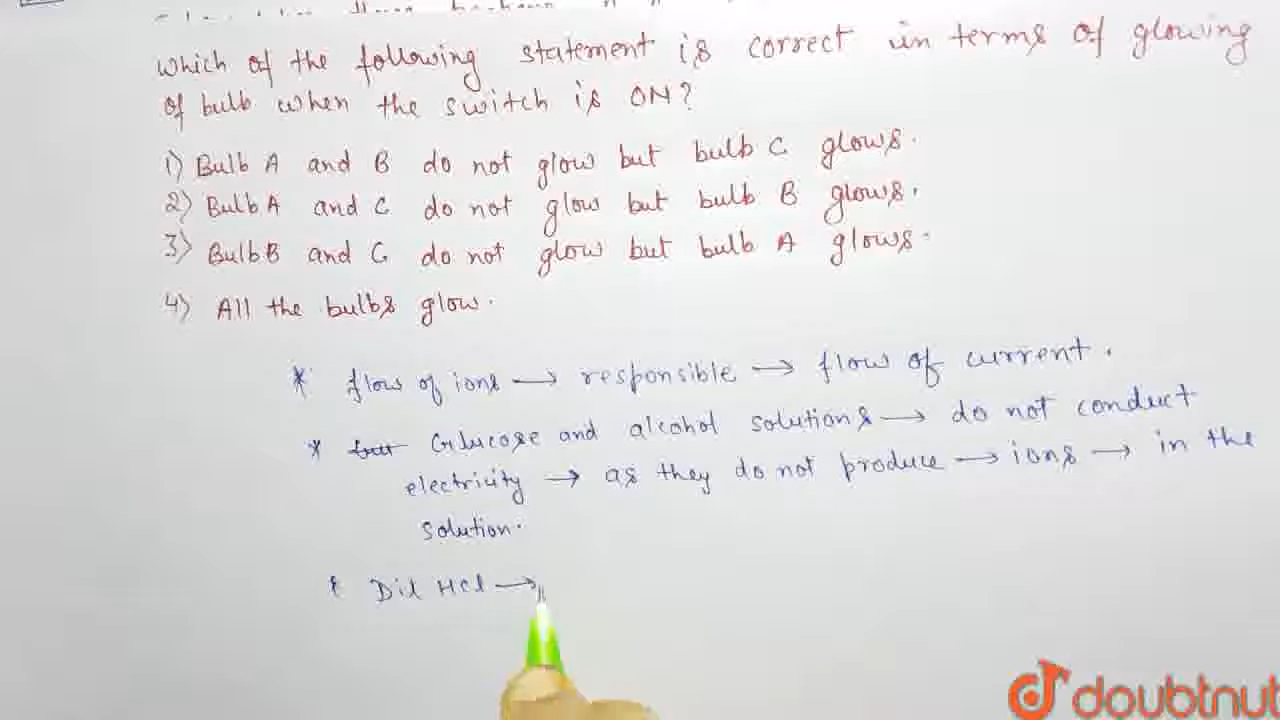 which of the following statement is correct in terms of glowing
of bulb when the switch is ON?
1) Bulb A and B do not glow but bulb C glows.
2) Bulb A and C do not glow but bulb B glows.
3) Bulb B and C do not glow but bulb A glows.
4) All the bulbs glow.
* flow of ions → responsible → flow of current.
* Glucose and alcohol solutions → do not conduct
electricity → as they do not produce → ions → in the
solution.
* Dil HCl →
doubtnut